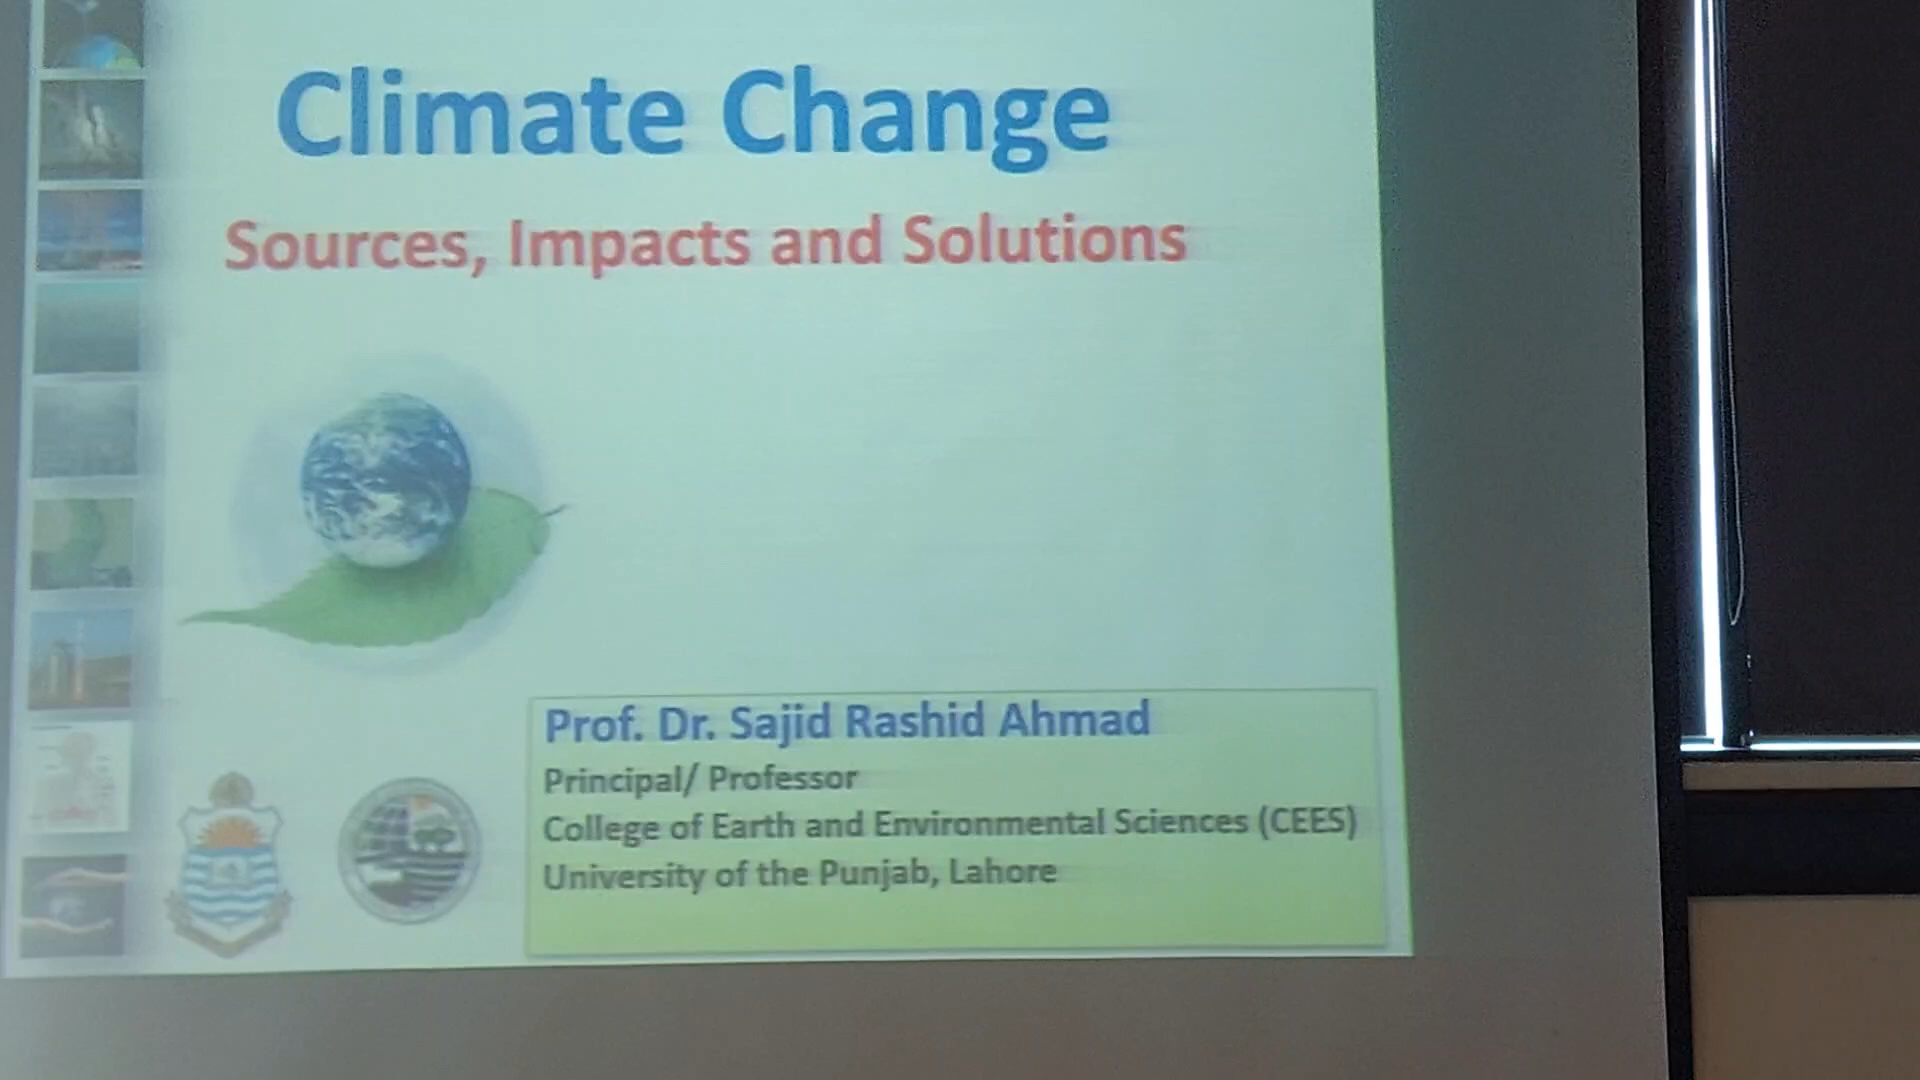 Climate Change
Sources, Impacts and Solutions
Prof. Dr. Sajid Rashid Ahmad
Principal/ Professor
College of Earth and Environmental Sciences (CEES)
University of the Punjab, Lahore